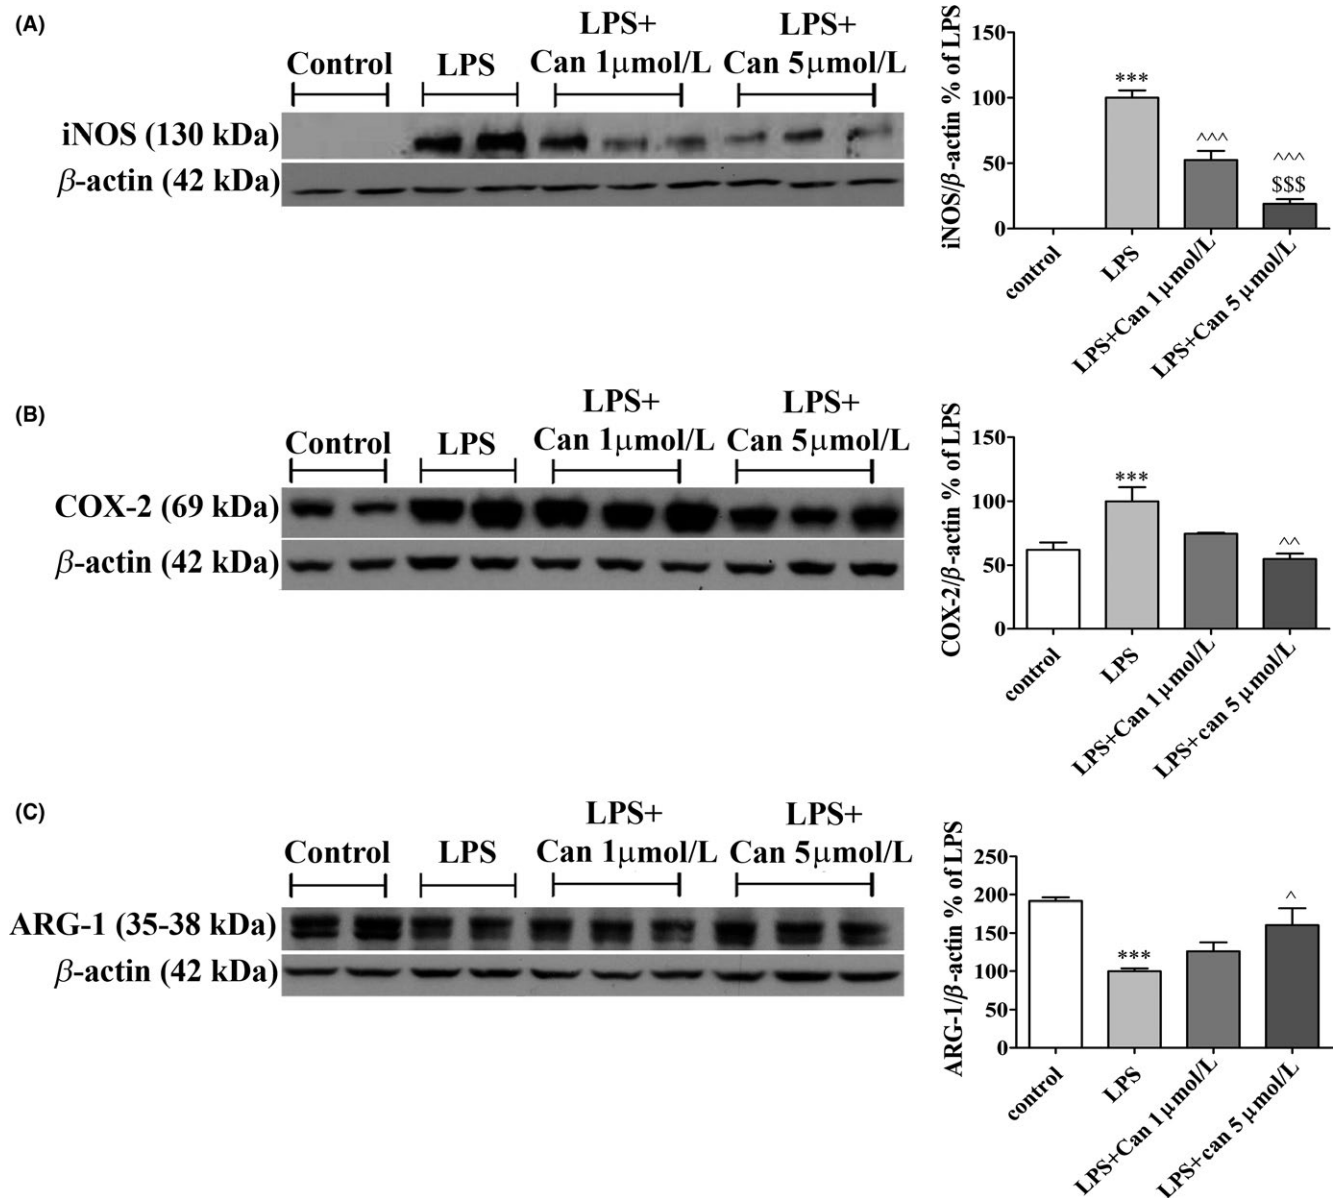 (A)
LPS+
LPS+
Control
LPS
Can 1μmol/L
Can 5μmol/L
iNOS (130 kDa)
β-actin (42 kDa)
iNOS/β-actin % of LPS
150
100
50
0
***
^^^
^^^
$$$
control
LPS
LPS+Can 1 μmol/L
LPS+Can 5 μmol/L
(B)
LPS+
LPS+
Control
LPS
Can 1μmol/L
Can 5μmol/L
COX-2 (69 kDa)
β-actin (42 kDa)
COX-2/β-actin % of LPS
150
100
50
0
***
^^
control
LPS
LPS+Can 1 μmol/L
LPS+can 5 μmol/L
(C)
LPS+
LPS+
Control
LPS
Can 1μmol/L
Can 5μmol/L
ARG-1 (35-38 kDa)
β-actin (42 kDa)
ARG-1/β-actin % of LPS
250
200
150
100
50
0
***
^
control
LPS
LPS+Can 1 μmol/L
LPS+can 5 μmol/L